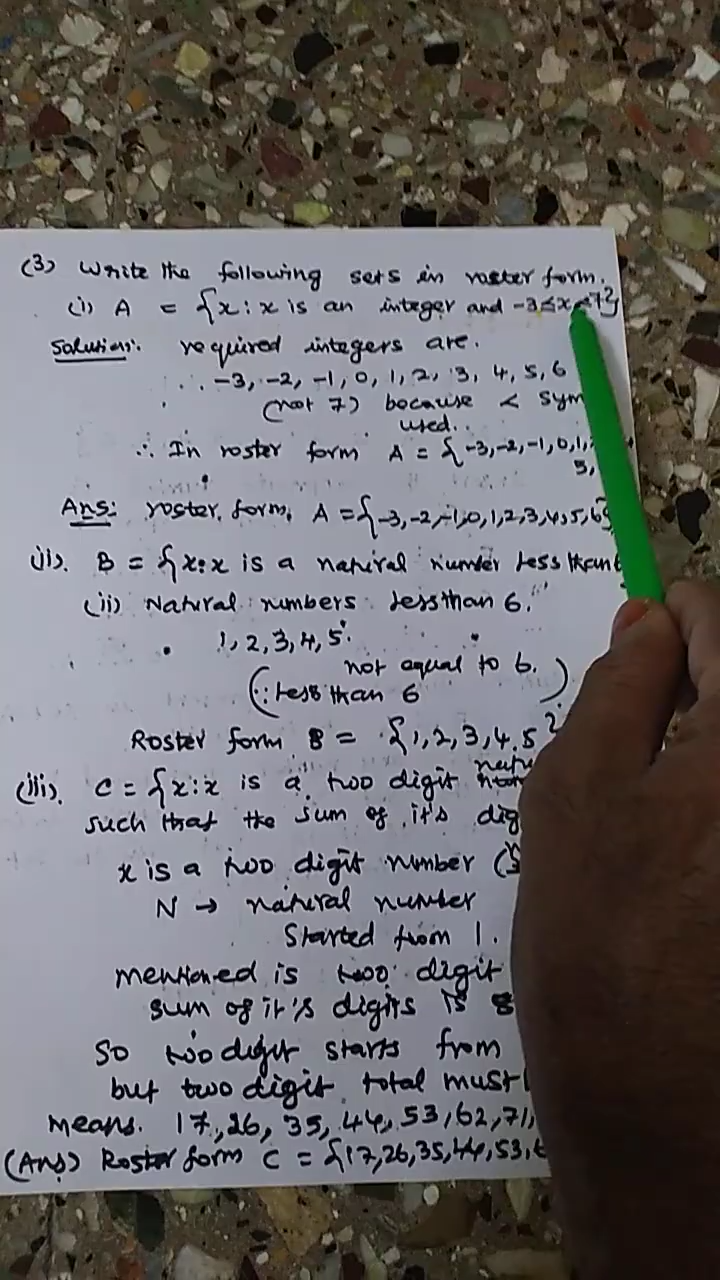 (3) Write the following sets in roster form.
(i) A = {x : x is an integer and -3 ≤ x < 7}
Solution: required integers are.
∴ -3, -2, -1, 0, 1, 2, 3, 4, 5, 6
(not 7) because < sym
used.
∴ In roster form A = {-3, -2, -1, 0, 1,
5,
Ans: roster form, A = {-3, -2, -1, 0, 1, 2, 3, 4, 5, 6}
(ii). B = {x : x is a natural number less than
(ii) Natural numbers less than 6.
1, 2, 3, 4, 5.
not equal to 6.
(∵ less than 6 )
Roster form B = {1, 2, 3, 4, 5}
(iii). C = {x : x is a two digit
such that the sum of it's dig
x is a two digit number (
N → natural number
Started from 1.
mentioned is two digit
sum of it's digits is 8
So two digit starts from
but two digit total must
means. 17, 26, 35, 44, 53, 62, 71,
(Ans) Roster form C = {17, 26, 35, 44, 53, 6